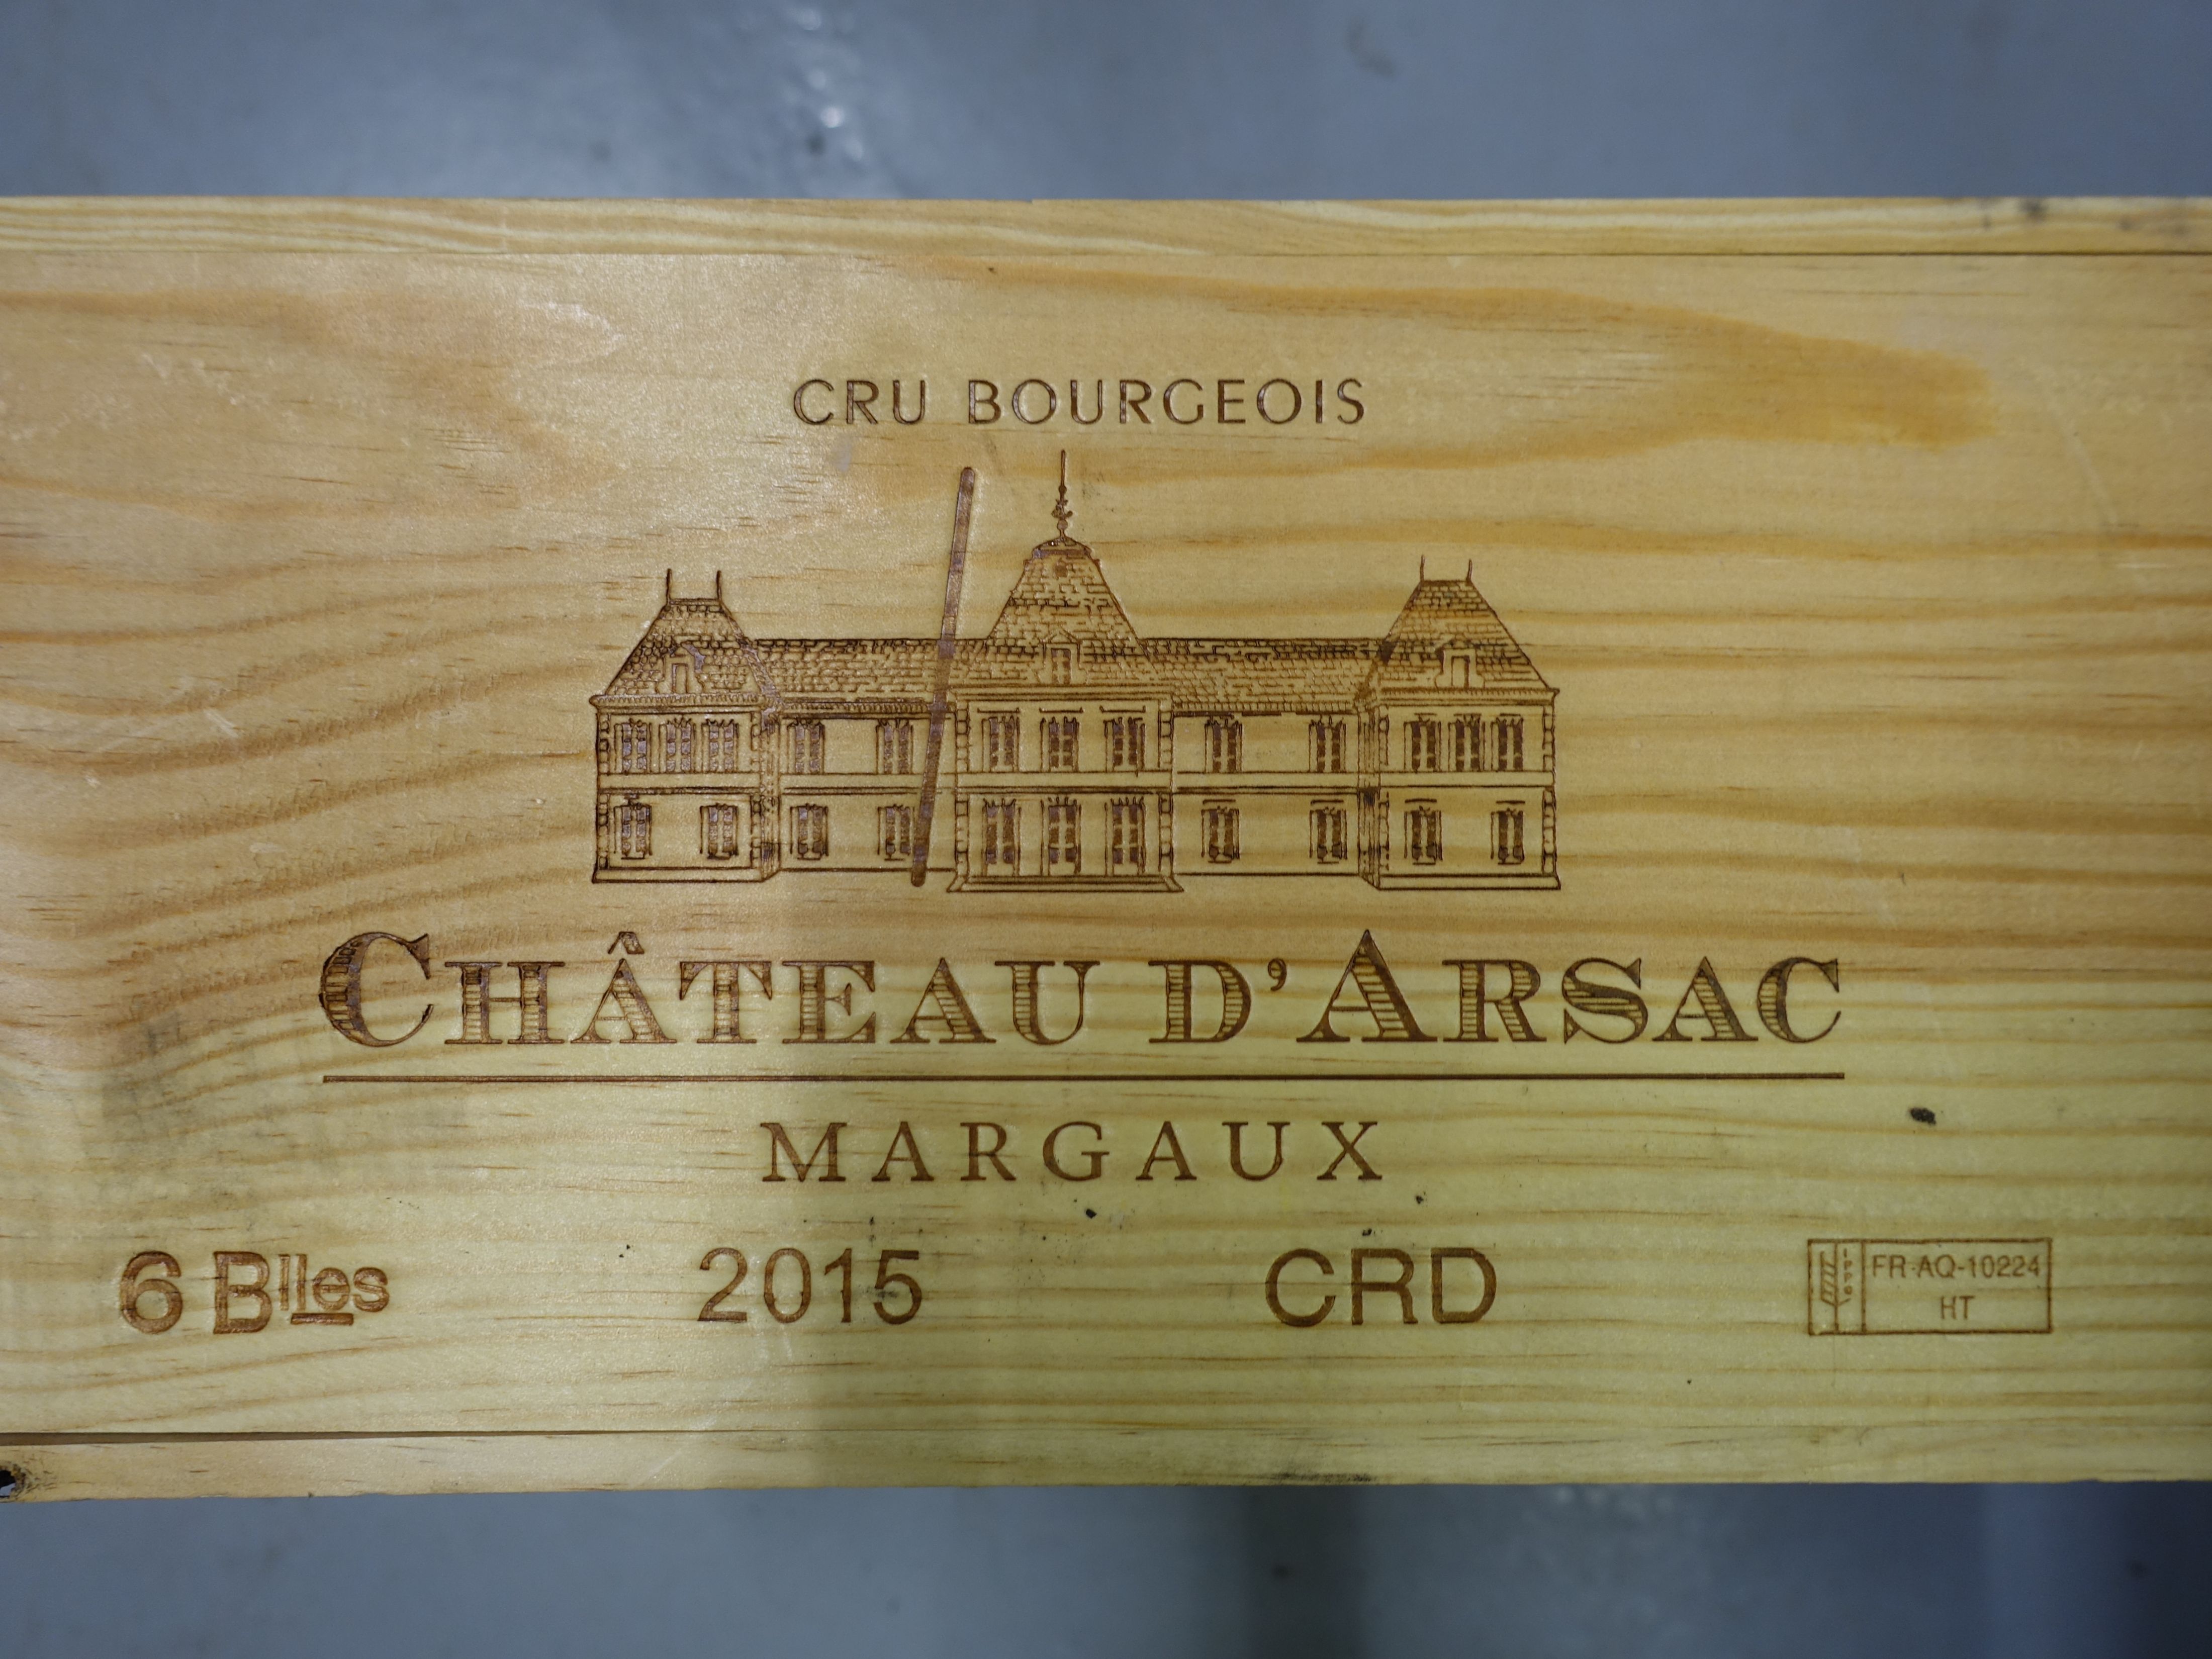 CRU BOURGEOIS
CHÂTEAU D'ARSAC
MARGAUX
6 Blles 2015 CRD
FR-AQ-10224
HT